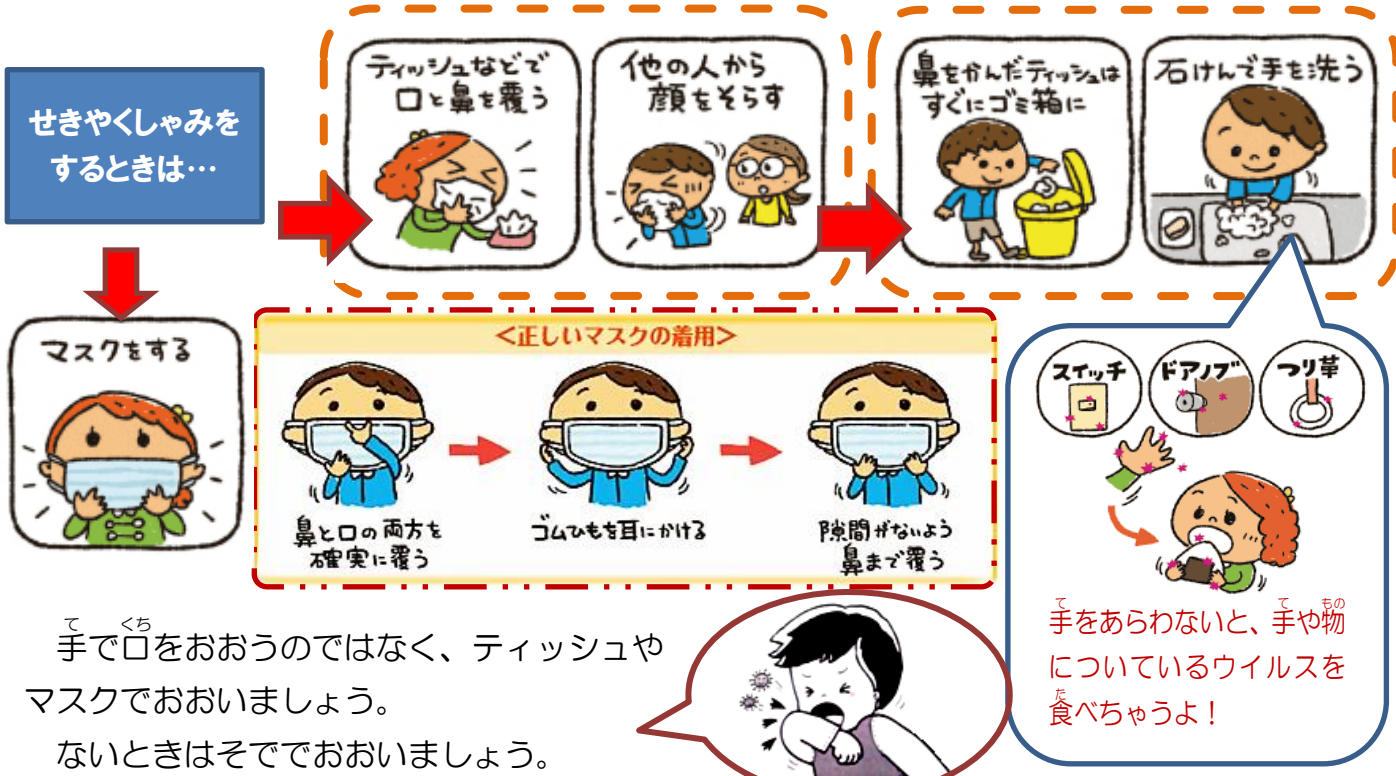 せきやくしゃみを
するときは…
ティッシュなどで
口と鼻を覆う
他の人から
顔をそらす
鼻をかんだティッシュは
すぐにゴミ箱に
石けんで手を洗う
マスクをする
<正しいマスクの着用>
鼻と口の両方を
確実に覆う
ゴムひもを耳にかける
隙間がないよう
鼻まで覆う
スイッチ
ドアノブ
つり革
て て もの
手をあらわないと、手や物
についているウイルスを
た
食べちゃうよ！
て くち
手で口をおおうのではなく、ティッシュや
マスクでおおいましょう。
ないときはそででおおいましょう。